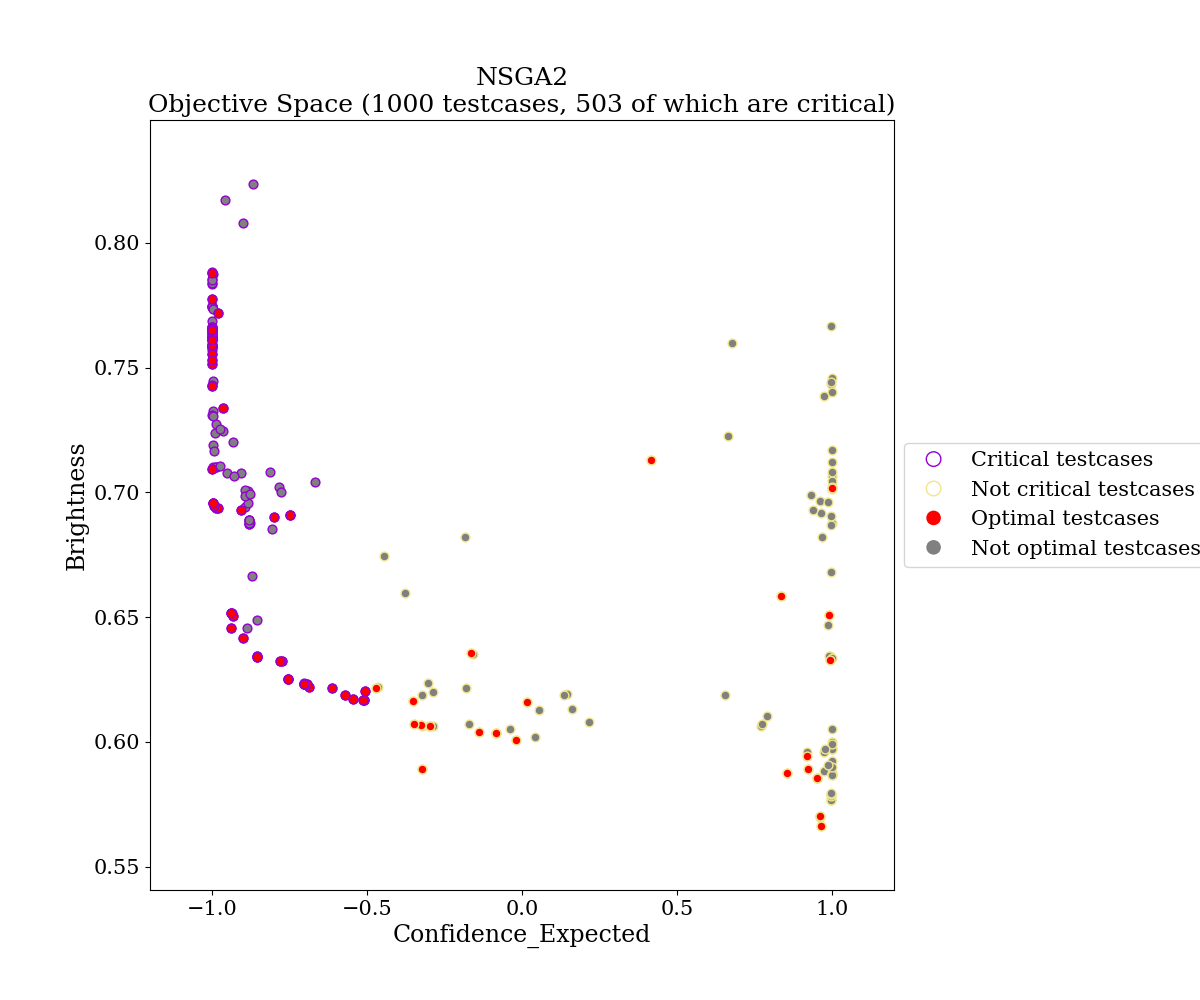 NSGA2
Objective Space (1000 testcases, 503 of which are critical)
0.80
0.75
0.70
0.65
0.60
0.55
Brightness
−1.0
−0.5
0.0
0.5
1.0
Confidence_Expected
Critical testcases
Not critical testcases
Optimal testcases
Not optimal testcases